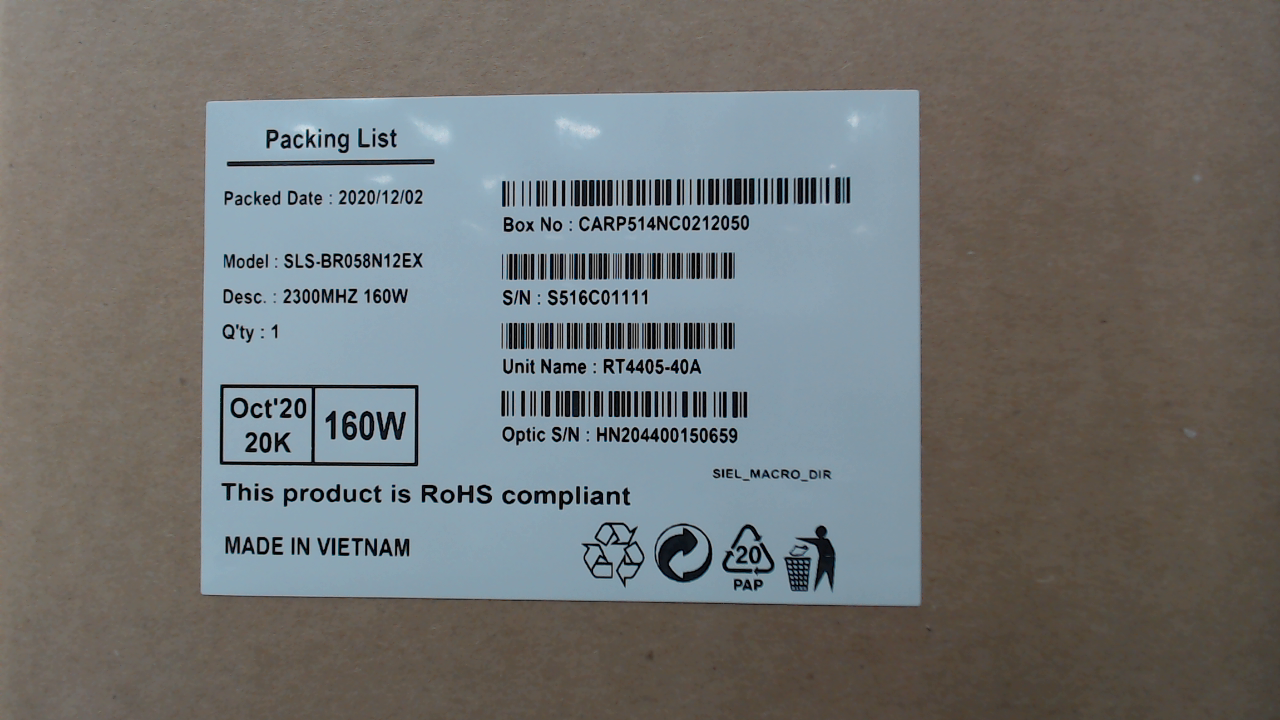 Packing List
Packed Date : 2020/12/02
Box No : CARP514NC0212050
Model : SLS-BR058N12EX
Desc. : 2300MHZ 160W
S/N : S516C01111
Q'ty : 1
Unit Name : RT4405-40A
Oct'20
20K
160W
Optic S/N : HN204400150659
SIEL_MACRO_DIR
This product is RoHS compliant
MADE IN VIETNAM
20
PAP